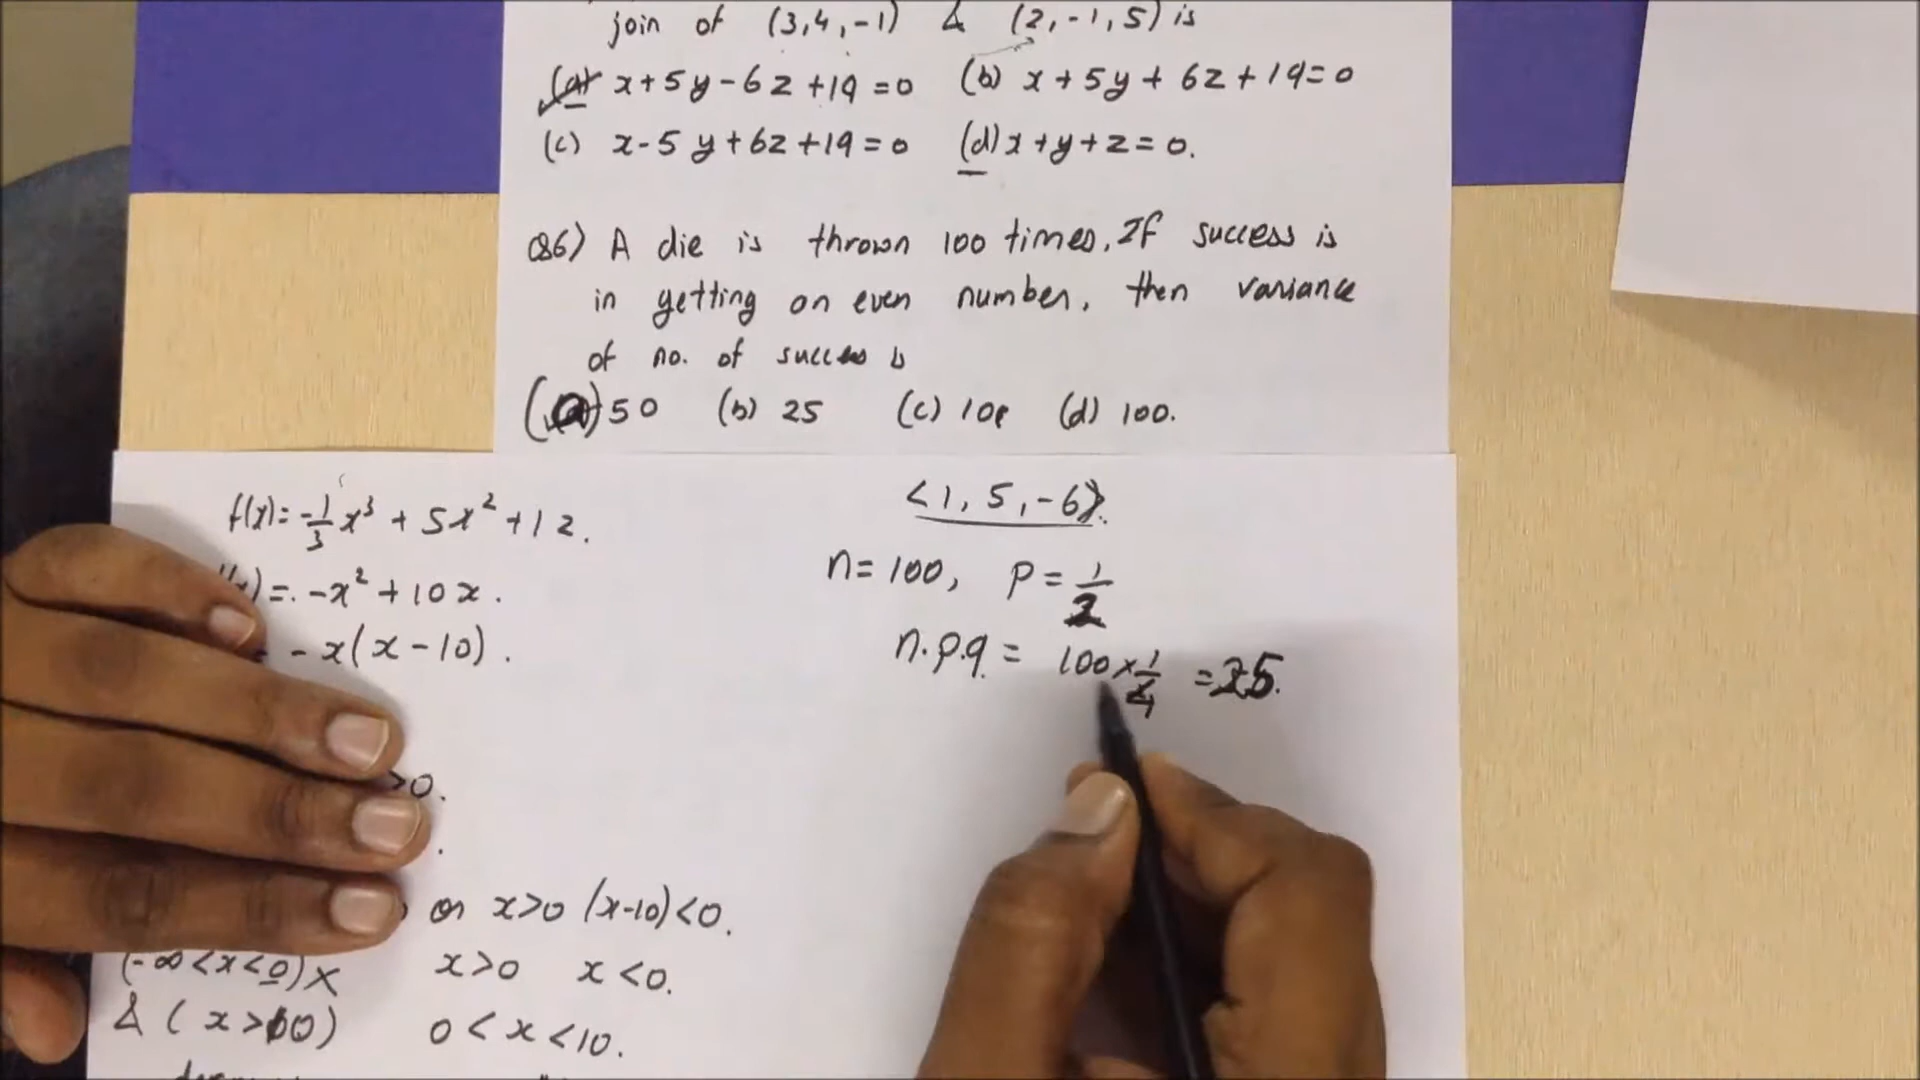 join of (3,4,-1) & (2,-1,5) is
(a) x+5y-6z+19=0 (b) x+5y+6z+19=0
(c) x-5y+6z+19=0 (d) x+y+z=0.
Q6) A die is thrown 100 times. If success is
in getting an even number, then variance
of no. of success is
(a) 50 (b) 25 (c) 10 (d) 100.
f(x)=-1/3x³+5x²+12.
=. -x²+10x.
- x(x-10).
>0.
or x>0 (x-10)<0.
(-∞<x<0) x x>0 x<0.
& (x>10) 0<x<10.
<1, 5, -6>.
n=100, p=1/2
n.p.q = 100×1/4 =25.